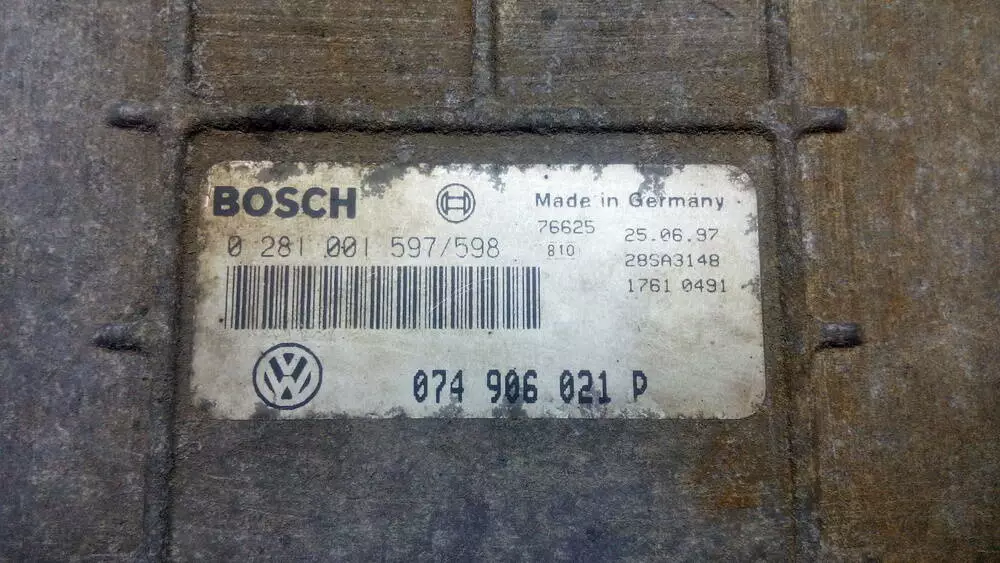 BOSCH
Made in Germany
0 281 001 597/598
76625
810
25.06.97
28SA3148
1761 0491
074 906 021 P